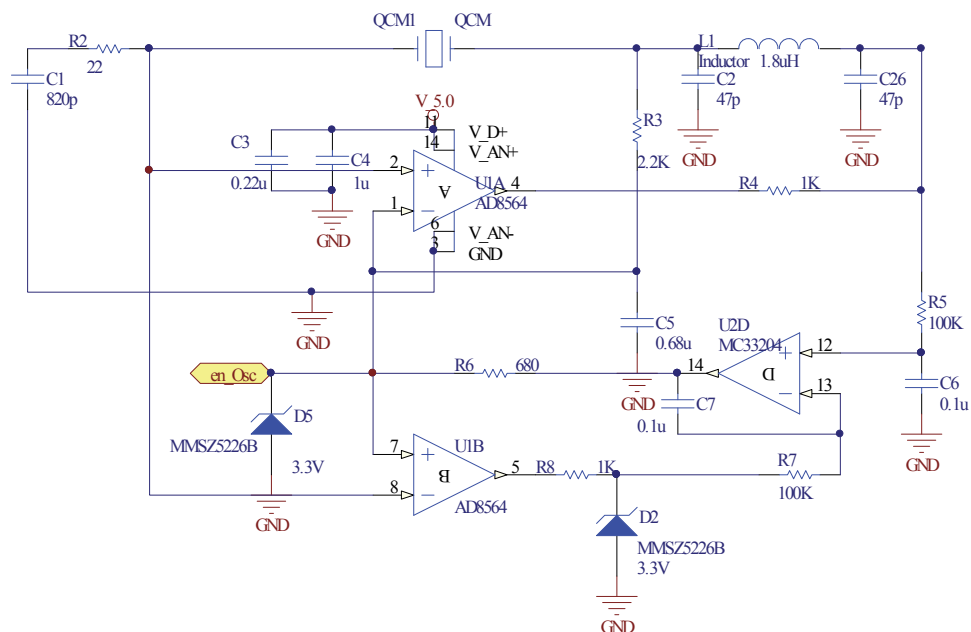 QCM1 QCM
R2
22
C1
820p
L1
Inductor 1.8uH
C2
47p
C26
47p
GND GND
V_5.0
11
14
V_D+
V_AN+
C3
0.22u
C4
1u
GND
2
1
A
4
U1A
AD8564
6
3
V_AN-
GND
R3
2.2K
R4 1K
GND
R5
100K
C5
0.68u
GND
U2D
MC33204
12
13
14
D
C6
0.1u
GND
en_Osc
R6 680
C7
0.1u
D5
MMSZ5226B
3.3V
GND
7
8
B
5
U1B
AD8564
R8 1K
R7
100K
D2
MMSZ5226B
3.3V
GND